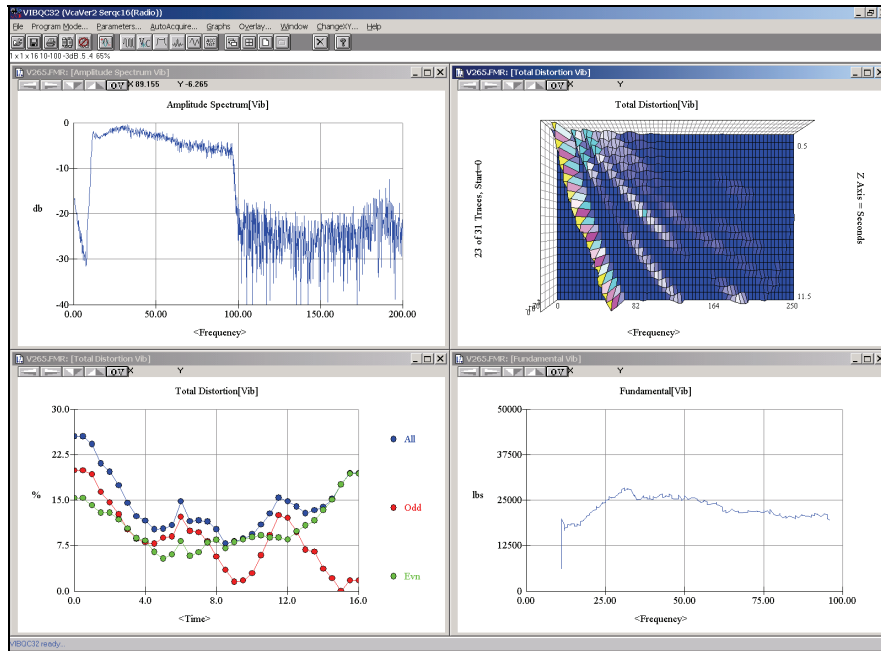 VIBQC32 (VcaVer2 Serqc16(Radio))
File Program Mode... Parameters... AutoAcquire... Graphs Overlay... Window ChangeXY... Help
1 x 1 x 16 10-100 -3dB .5 .4 65%
V265.FMR: [Amplitude Spectrum Vib]
X 89.155 Y -6.265
Amplitude Spectrum[Vib]
0
-10
db
-20
-30
-40
0.00 50.00 100.00 150.00 200.00
<Frequency>
V265.FMR: [Total Distortion Vib]
X Y
Total Distortion[Vib]
0.5
23 of 31 Traces, Start=0
Z Axis = Seconds
11.5
0 82 164 250
<Frequency>
V265.FMR: [Total Distortion Vib]
X Y
Total Distortion[Vib]
30.0
22.5
%
15.0
7.5
0.0
0.0 4.0 8.0 12.0 16.0
<Time>
All
Odd
Evn
V265.FMR: [Fundamental Vib]
X Y
Fundamental[Vib]
50000
37500
lbs
25000
12500
0
0.00 25.00 50.00 75.00 100.00
<Frequency>
VIBQC32 ready...